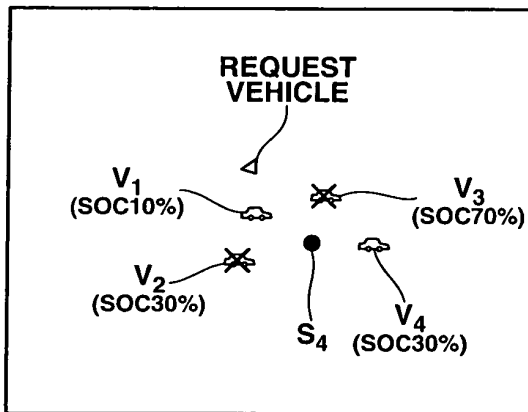 REQUEST
VEHICLE
V1
(SOC10%)
V3
(SOC70%)
V2
(SOC30%)
S4
V4
(SOC30%)